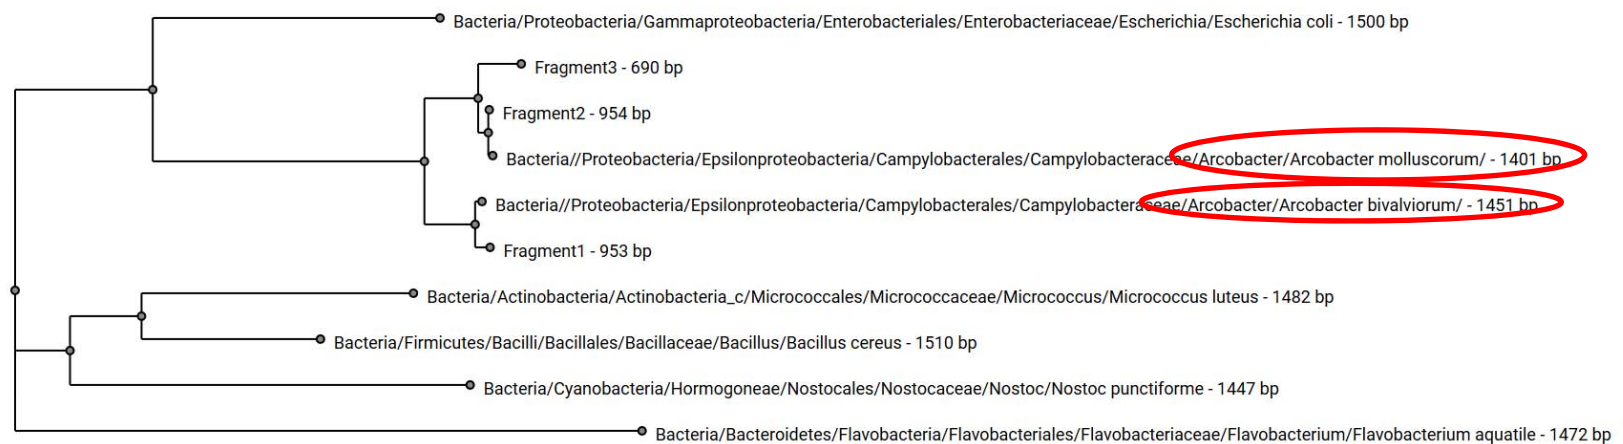 Bacteria/Proteobacteria/Gammaproteobacteria/Enterobacteriales/Enterobacteriaceae/Escherichia/Escherichia coli - 1500 bp
Fragment3 - 690 bp
Fragment2 - 954 bp
Bacteria//Proteobacteria/Epsilonproteobacteria/Campylobacterales/Campylobacteraceae/Arcobacter/Arcobacter molluscorum/ - 1401 bp
Bacteria//Proteobacteria/Epsilonproteobacteria/Campylobacterales/Campylobacteraceae/Arcobacter/Arcobacter bivalviorum/ - 1451 bp
Fragment1 - 953 bp
Bacteria/Actinobacteria/Actinobacteria_c/Micrococcales/Micrococcaceae/Micrococcus/Micrococcus luteus - 1482 bp
Bacteria/Firmicutes/Bacilli/Bacillales/Bacillaceae/Bacillus/Bacillus cereus - 1510 bp
Bacteria/Cyanobacteria/Hormogoneae/Nostocales/Nostocaceae/Nostoc/Nostoc punctiforme - 1447 bp
Bacteria/Bacteroidetes/Flavobacteria/Flavobacteriales/Flavobacteriaceae/Flavobacterium/Flavobacterium aquatile - 1472 bp